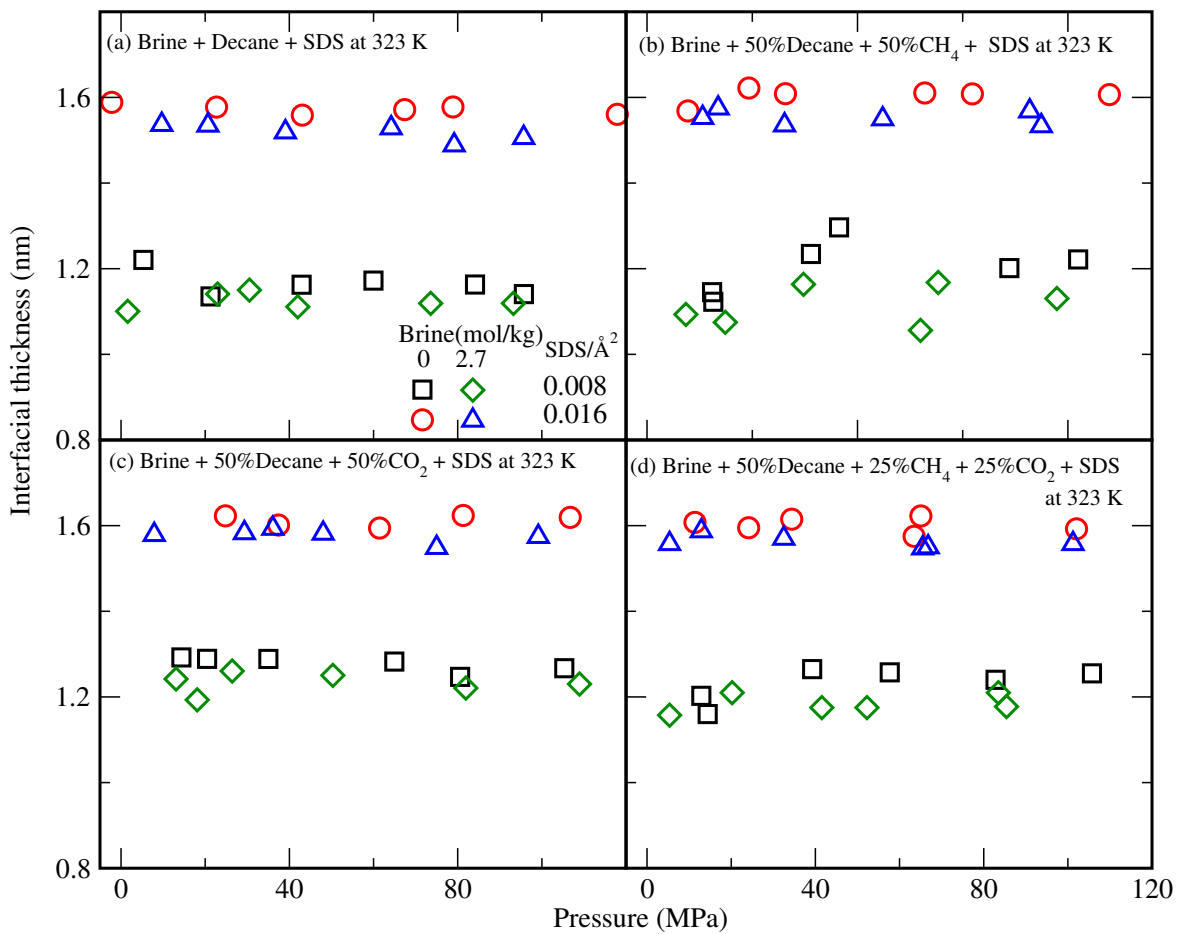 (a) Brine + Decane + SDS at 323 K
(b) Brine + 50%Decane + 50%CH₄ + SDS at 323 K
1.6
1.2
0.8
Brine(mol/kg) SDS/Å²
0 2.7
0.008
0.016
Interfacial thickness (nm)
(c) Brine + 50%Decane + 50%CO₂ + SDS at 323 K
(d) Brine + 50%Decane + 25%CH₄ + 25%CO₂ + SDS
at 323 K
1.6
1.2
0.8
0 40 80 0 40 80 120
Pressure (MPa)